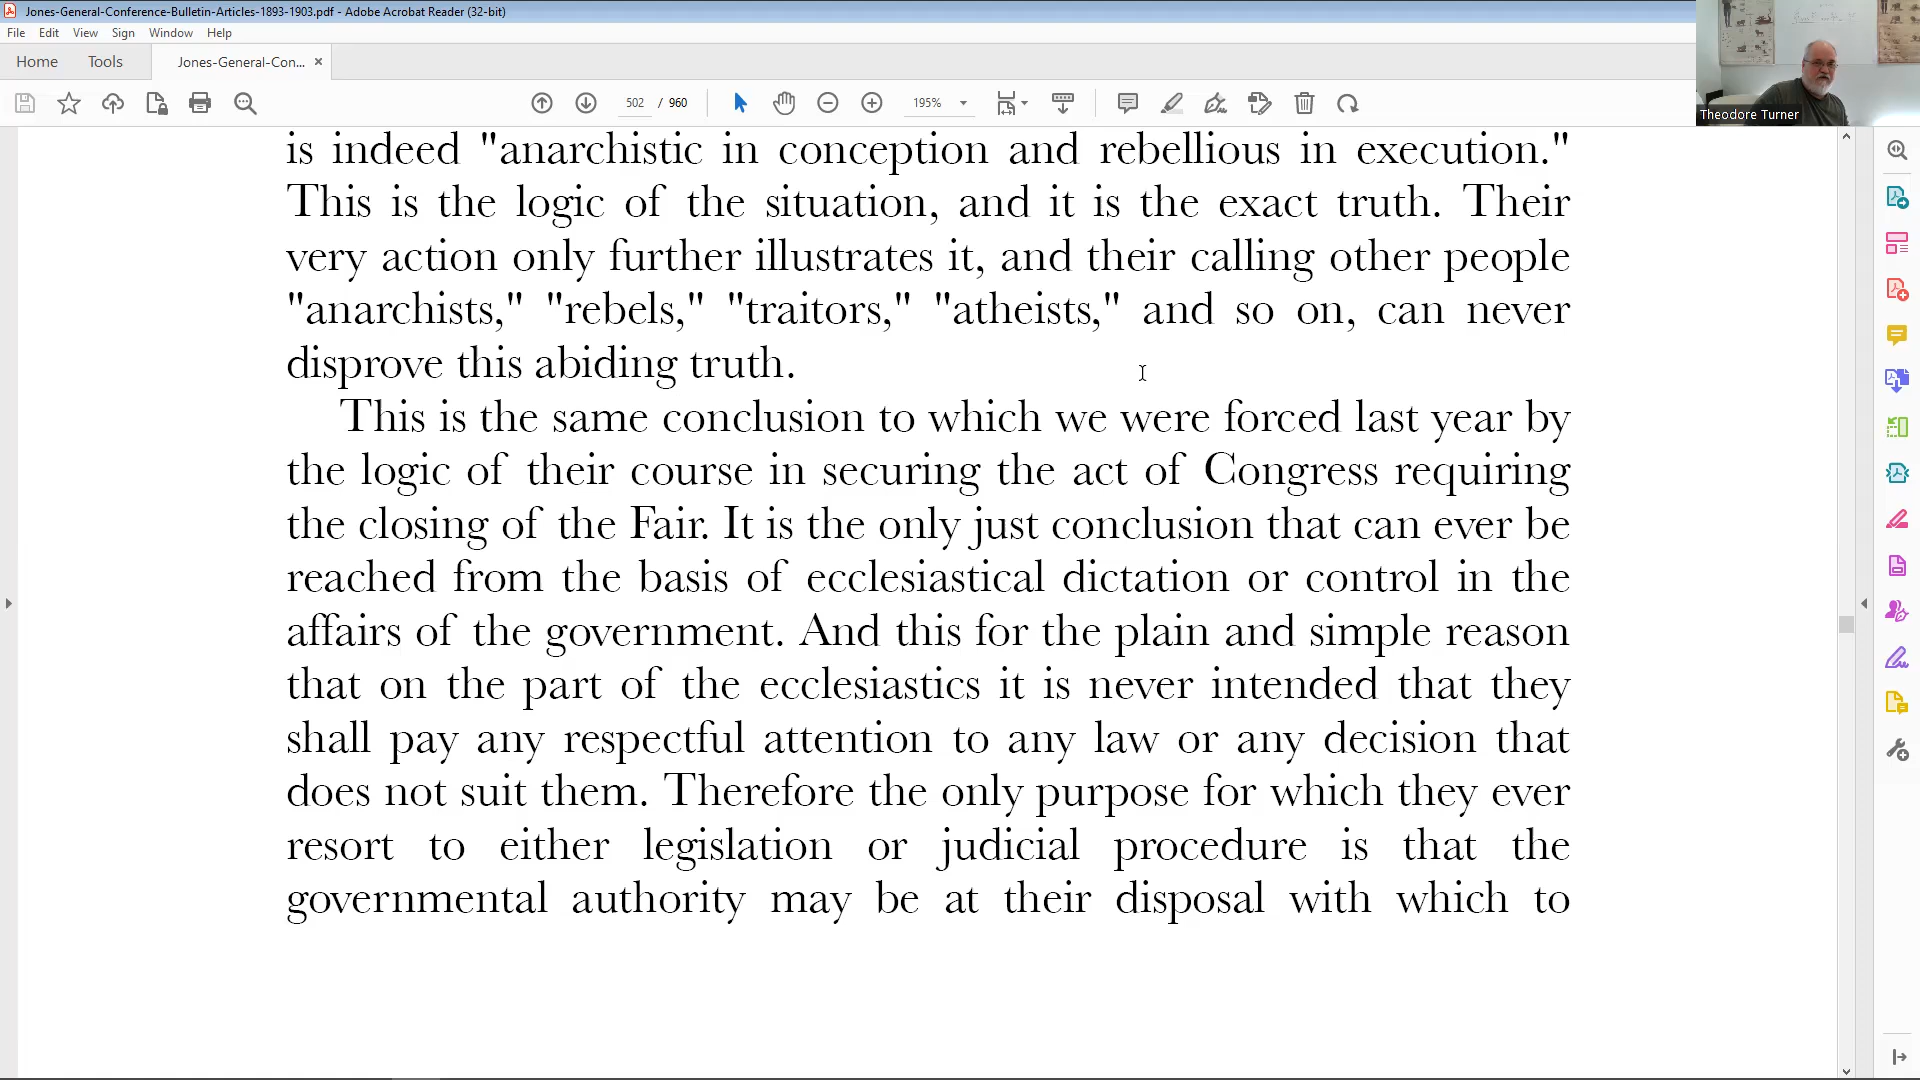 Jones-General-Conference-Bulletin-Articles-1893-1903.pdf - Adobe Acrobat Reader (32-bit)
File Edit View Sign Window Help
Home Tools Jones-General-Con... ×
502 / 960 195%
Theodore Turner
is indeed "anarchistic in conception and rebellious in execution."
This is the logic of the situation, and it is the exact truth. Their
very action only further illustrates it, and their calling other people
"anarchists," "rebels," "traitors," "atheists," and so on, can never
disprove this abiding truth.
This is the same conclusion to which we were forced last year by
the logic of their course in securing the act of Congress requiring
the closing of the Fair. It is the only just conclusion that can ever be
reached from the basis of ecclesiastical dictation or control in the
affairs of the government. And this for the plain and simple reason
that on the part of the ecclesiastics it is never intended that they
shall pay any respectful attention to any law or any decision that
does not suit them. Therefore the only purpose for which they ever
resort to either legislation or judicial procedure is that the
governmental authority may be at their disposal with which to